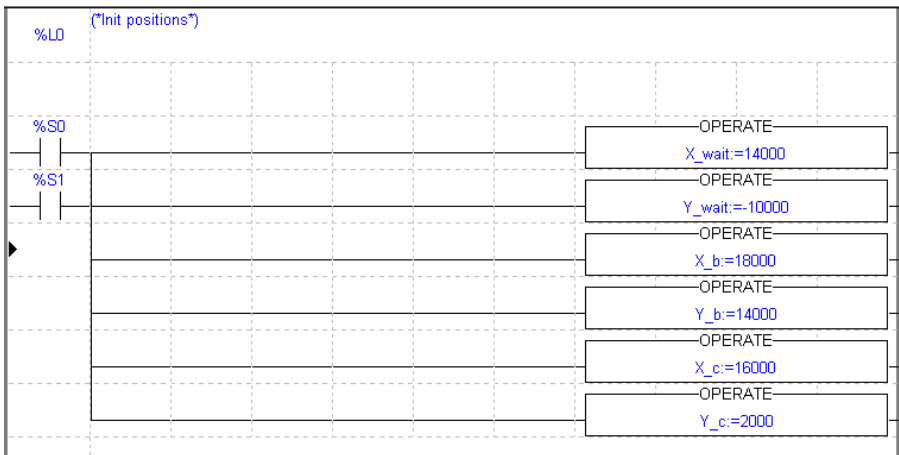 %L0 (*Init positions*)
%S0
OPERATE
X_wait:=14000
%S1
OPERATE
Y_wait:=-10000
OPERATE
X_b:=18000
OPERATE
Y_b:=14000
OPERATE
X_c:=16000
OPERATE
Y_c:=2000